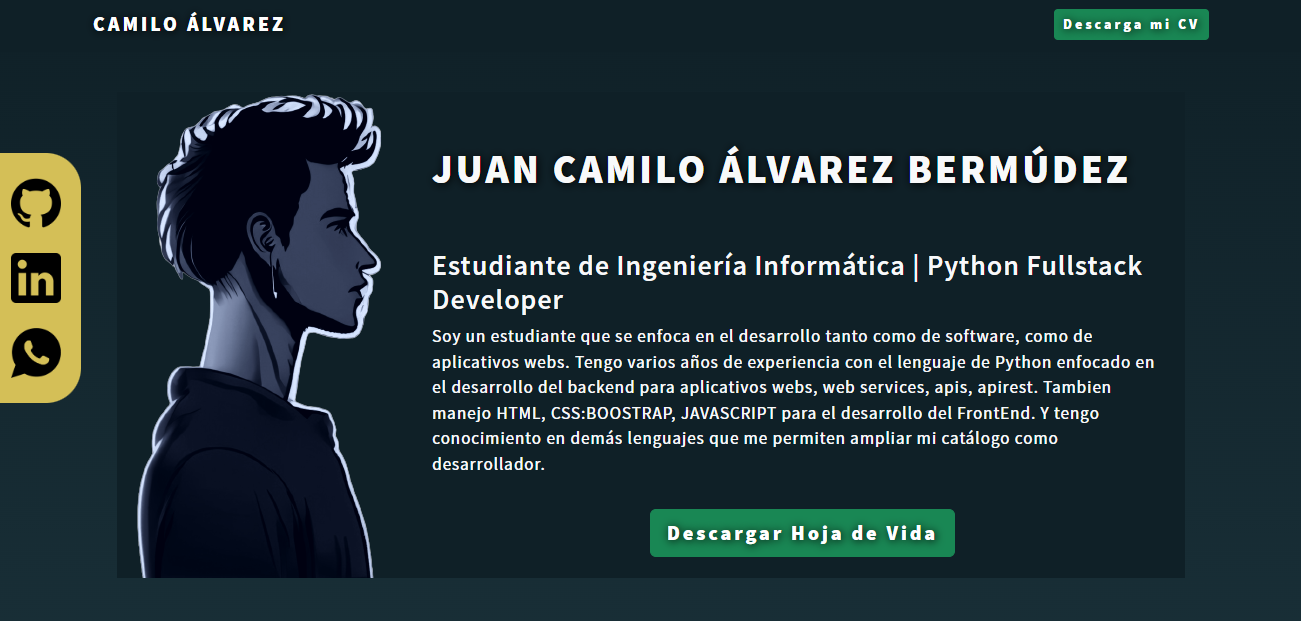 CAMILO ÁLVAREZ
Descarga mi CV
JUAN CAMILO ÁLVAREZ BERMÚDEZ
Estudiante de Ingeniería Informática | Python Fullstack
Developer
Soy un estudiante que se enfoca en el desarrollo tanto como de software, como de
aplicativos webs. Tengo varios años de experiencia con el lenguaje de Python enfocado en
el desarrollo del backend para aplicativos webs, web services, apis, apirest. Tambien
manejo HTML, CSS:BOOSTRAP, JAVASCRIPT para el desarrollo del FrontEnd. Y tengo
conocimiento en demás lenguajes que me permiten ampliar mi catálogo como
desarrollador.
Descargar Hoja de Vida
in